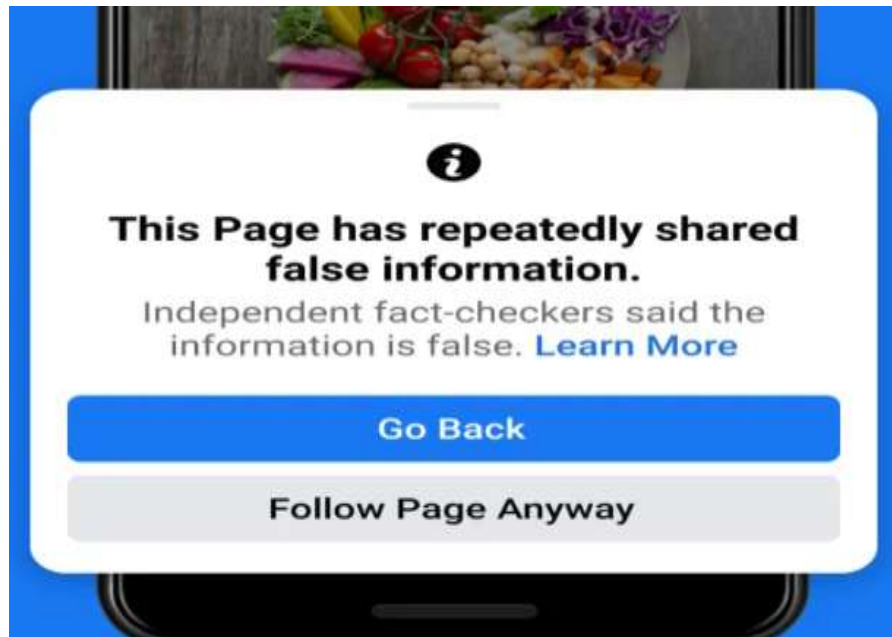 This Page has repeatedly shared
false information.
Independent fact-checkers said the
information is false. Learn More
Go Back
Follow Page Anyway